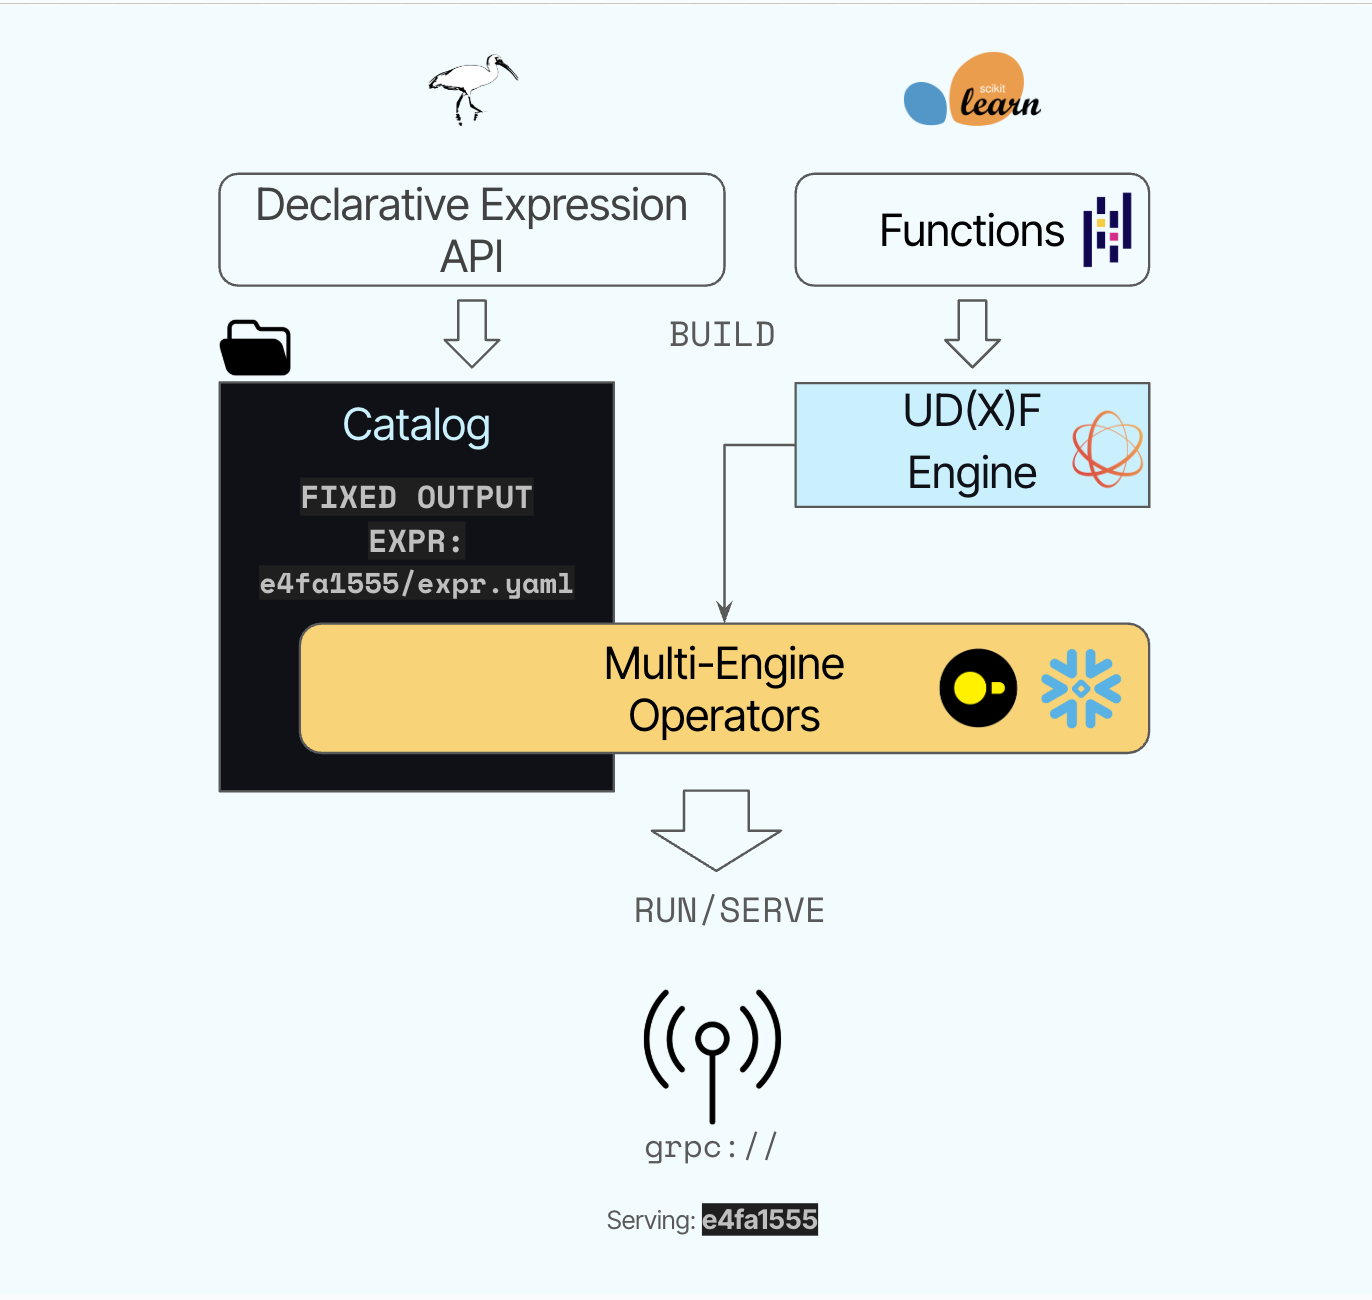 scikit
learn
Declarative Expression
API
Functions
BUILD
Catalog
FIXED OUTPUT
EXPR:
e4fa1555/expr.yaml
UD(X)F
Engine
Multi-Engine
Operators
RUN/SERVE
grpc://
Serving: e4fa1555